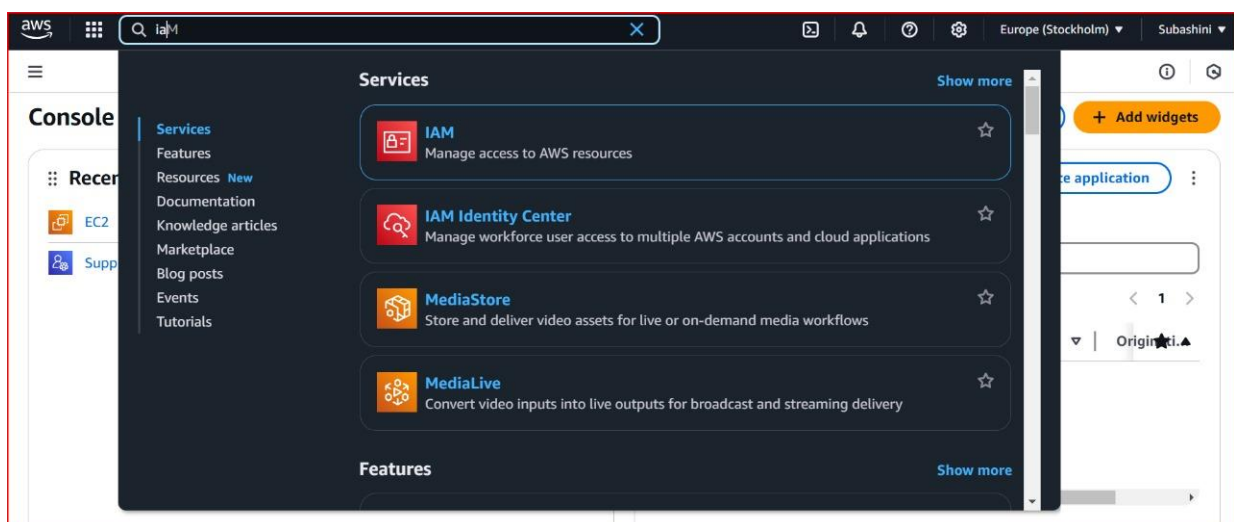 aws
iaM
Europe (Stockholm) ▼
Subashini ▼
Console
+ Add widgets
Recer
EC2
Supp
Services
Features
Resources New
Documentation
Knowledge articles
Marketplace
Blog posts
Events
Tutorials
Services
Show more
IAM
Manage access to AWS resources
IAM Identity Center
Manage workforce user access to multiple AWS accounts and cloud applications
MediaStore
Store and deliver video assets for live or on-demand media workflows
MediaLive
Convert video inputs into live outputs for broadcast and streaming delivery
Features
Show more
e application
< 1 >